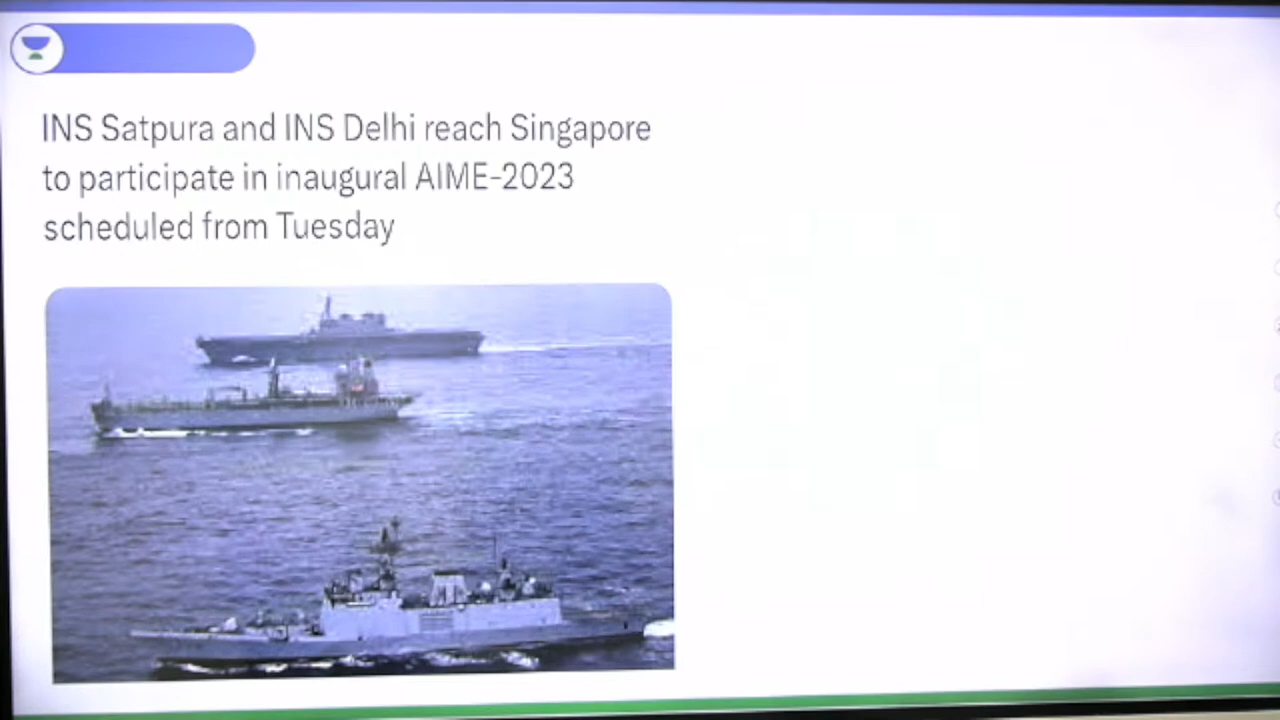 INS Satpura and INS Delhi reach Singapore
to participate in inaugural AIME-2023
scheduled from Tuesday